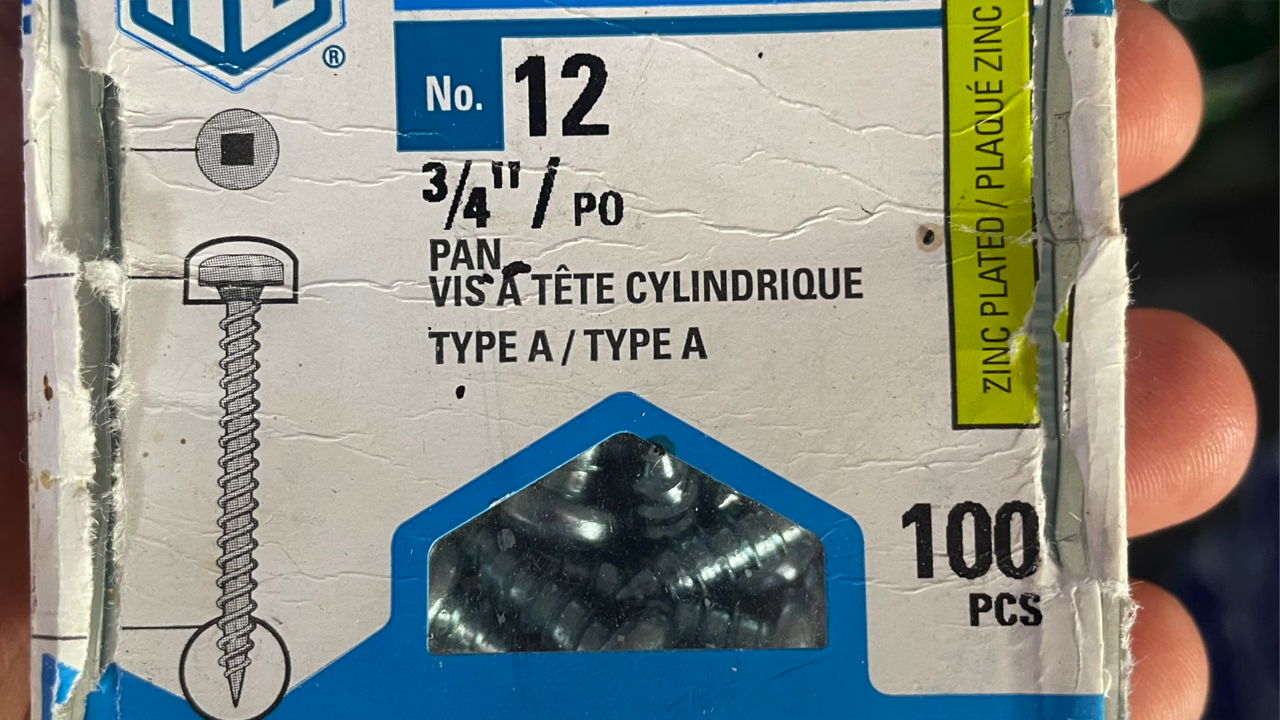 ®
No. 12
3/4" / PO
PAN
VIS À TÊTE CYLINDRIQUE
TYPE A / TYPE A
ZINC PLATED / PLAQUÉ ZINC
100
PCS